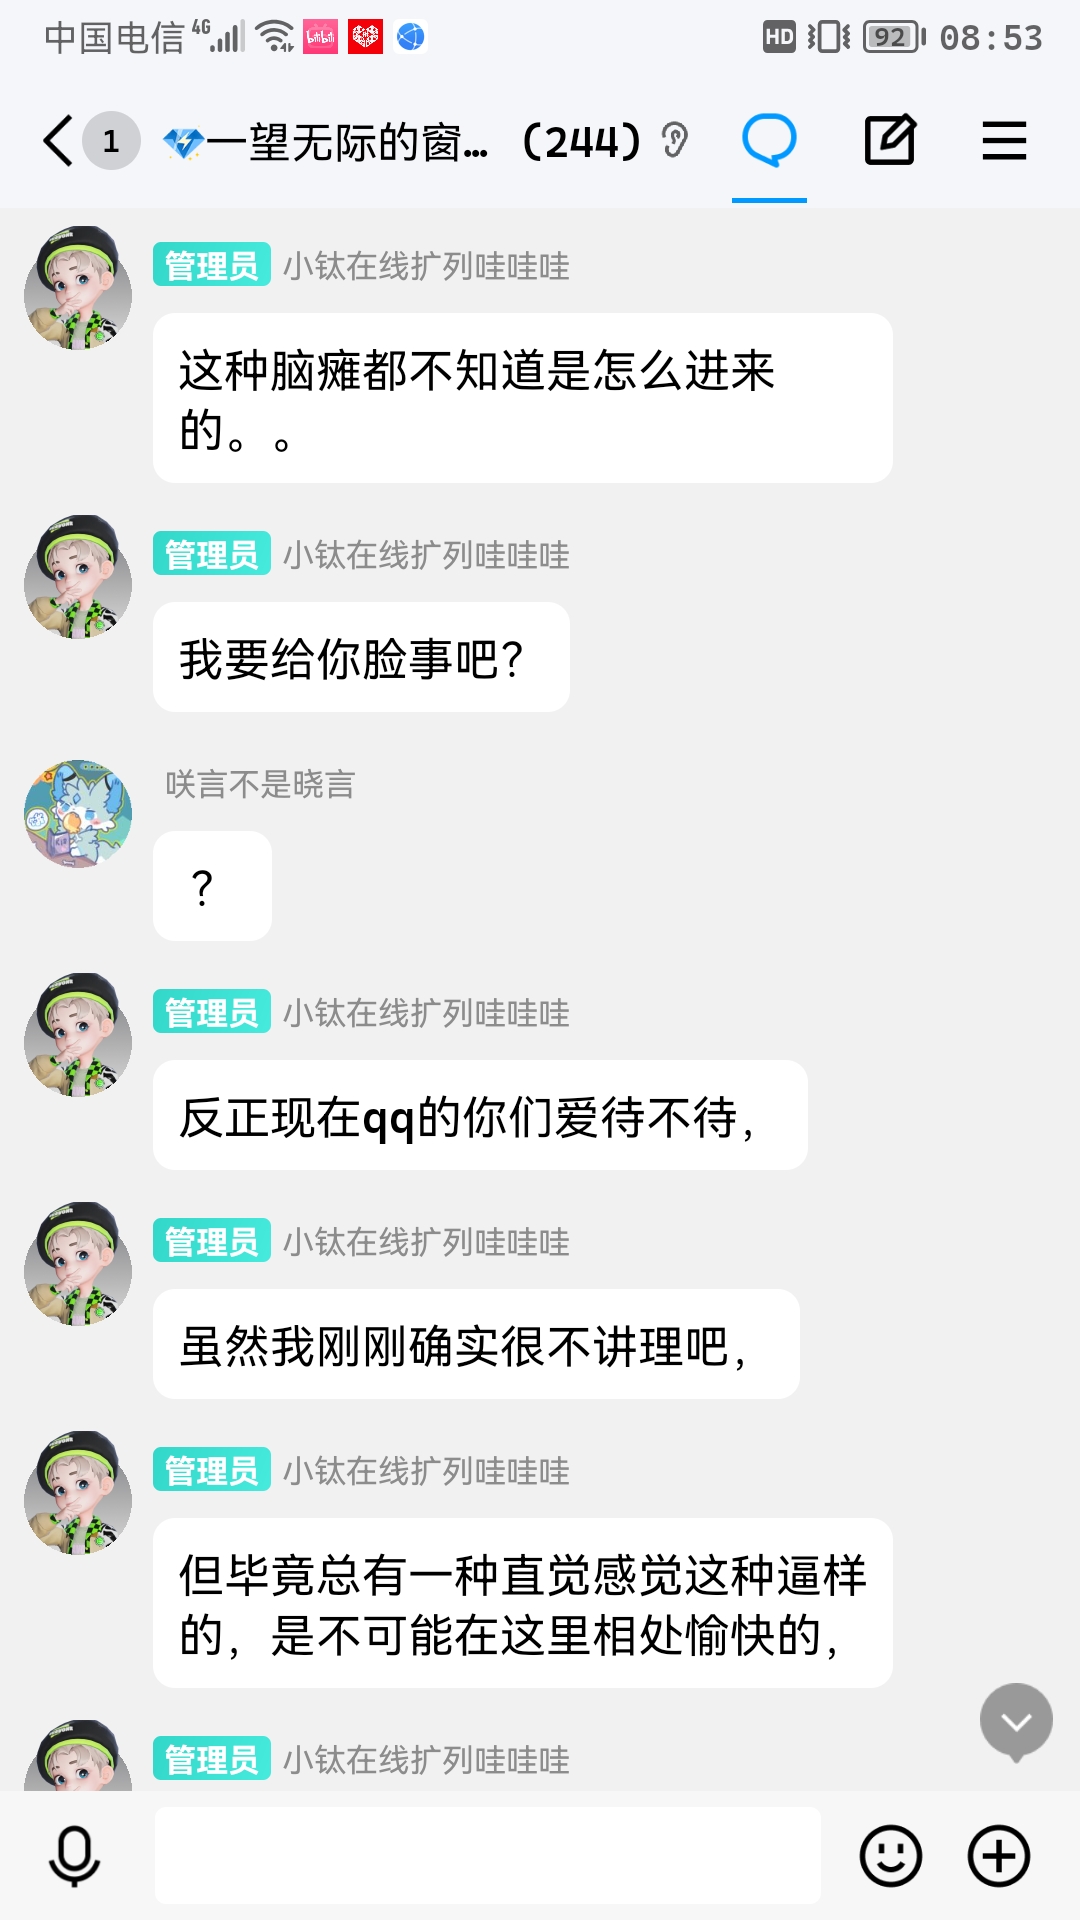 中国电信 4G HD 92 08:53
1 一望无际的窗... (244)
管理员 小钛在线扩列哇哇哇
这种脑瘫都不知道是怎么进来
的。。
管理员 小钛在线扩列哇哇哇
我要给你脸事吧?
咲言不是晓言
?
管理员 小钛在线扩列哇哇哇
反正现在qq的你们爱待不待,
管理员 小钛在线扩列哇哇哇
虽然我刚刚确实很不讲理吧,
管理员 小钛在线扩列哇哇哇
但毕竟总有一种直觉感觉这种逼样
的, 是不可能在这里相处愉快的,
管理员 小钛在线扩列哇哇哇